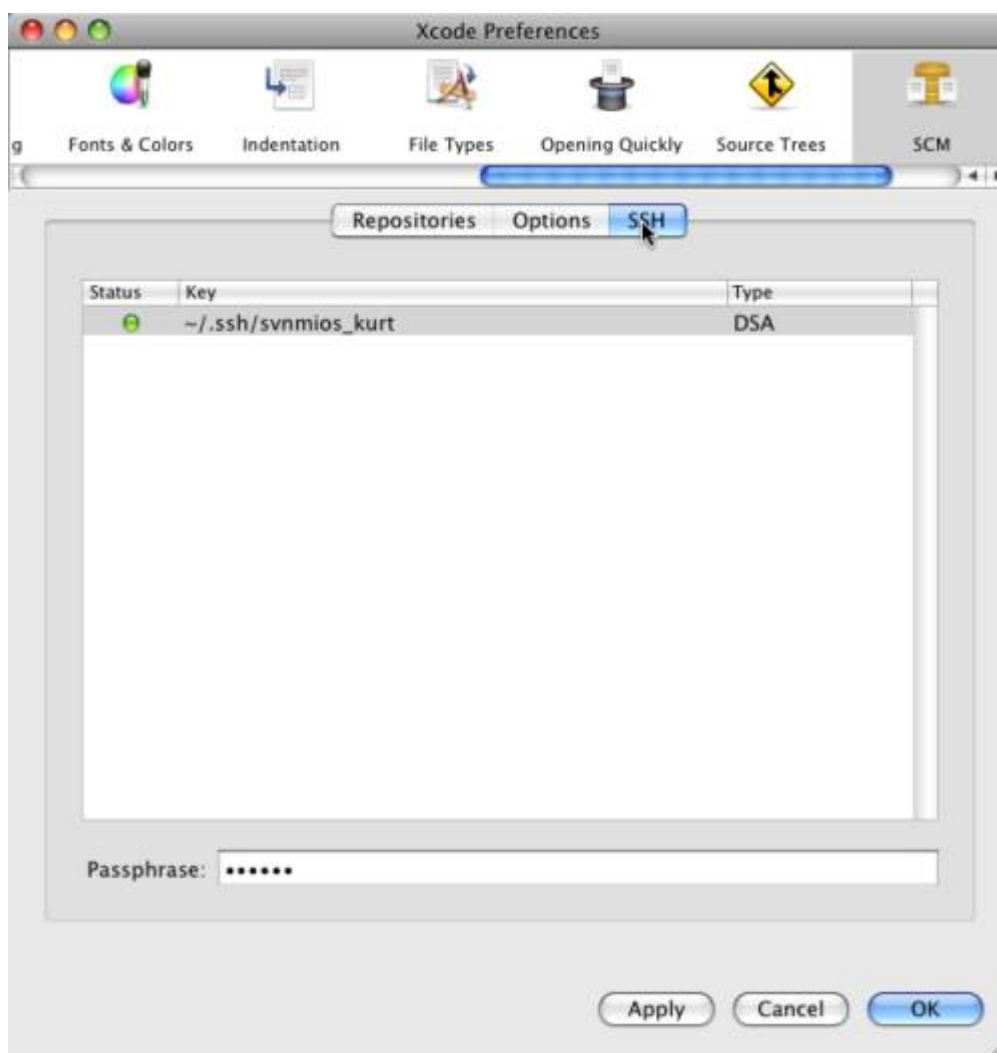 Xcode Preferences
g Fonts & Colors Indentation File Types Opening Quickly Source Trees SCM
Repositories Options SSH
Status Key Type
~/.ssh/svnmios_kurt DSA
Passphrase: ••••••
Apply Cancel OK